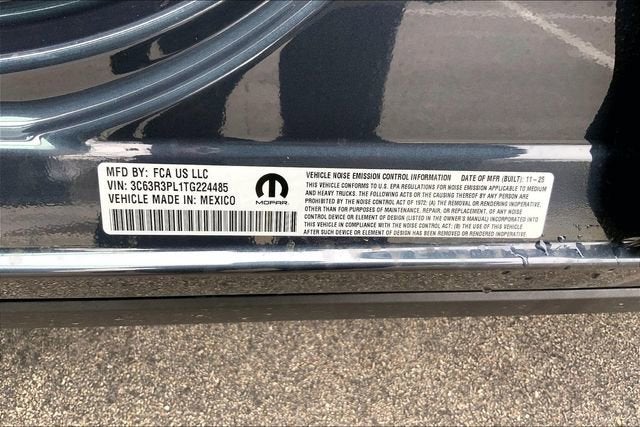 MFD BY: FCA US LLC
VIN: 3C63R3PL1TG224485
VEHICLE MADE IN: MEXICO
MOPAR
VEHICLE NOISE EMISSION CONTROL INFORMATION DATE OF MFR (BUILT): 11-25
THIS VEHICLE CONFORMS TO U.S. EPA REGULATIONS FOR NOISE EMISSION APPLICABLE TO MEDIUM
AND HEAVY TRUCKS. THE FOLLOWING ACTS OR THE CAUSING THEREOF BY ANY PERSON ARE
PROHIBITED BY THE NOISE CONTROL ACT OF 1972: (A) THE REMOVAL OR RENDERING INOPERATIVE,
OTHER THAN FOR PURPOSES OF MAINTENANCE, REPAIR, OR REPLACEMENT, OF ANY NOISE
CONTROL DEVICE OR ELEMENT OF DESIGN (LISTED IN THE OWNER'S MANUAL) INCORPORATED INTO
THIS VEHICLE IN COMPLIANCE WITH THE NOISE CONTROL ACT; (B) THE USE OF THIS VEHICLE
AFTER SUCH DEVICE OR ELEMENT OF DESIGN HAS BEEN REMOVED OR RENDERED INOPERATIVE.